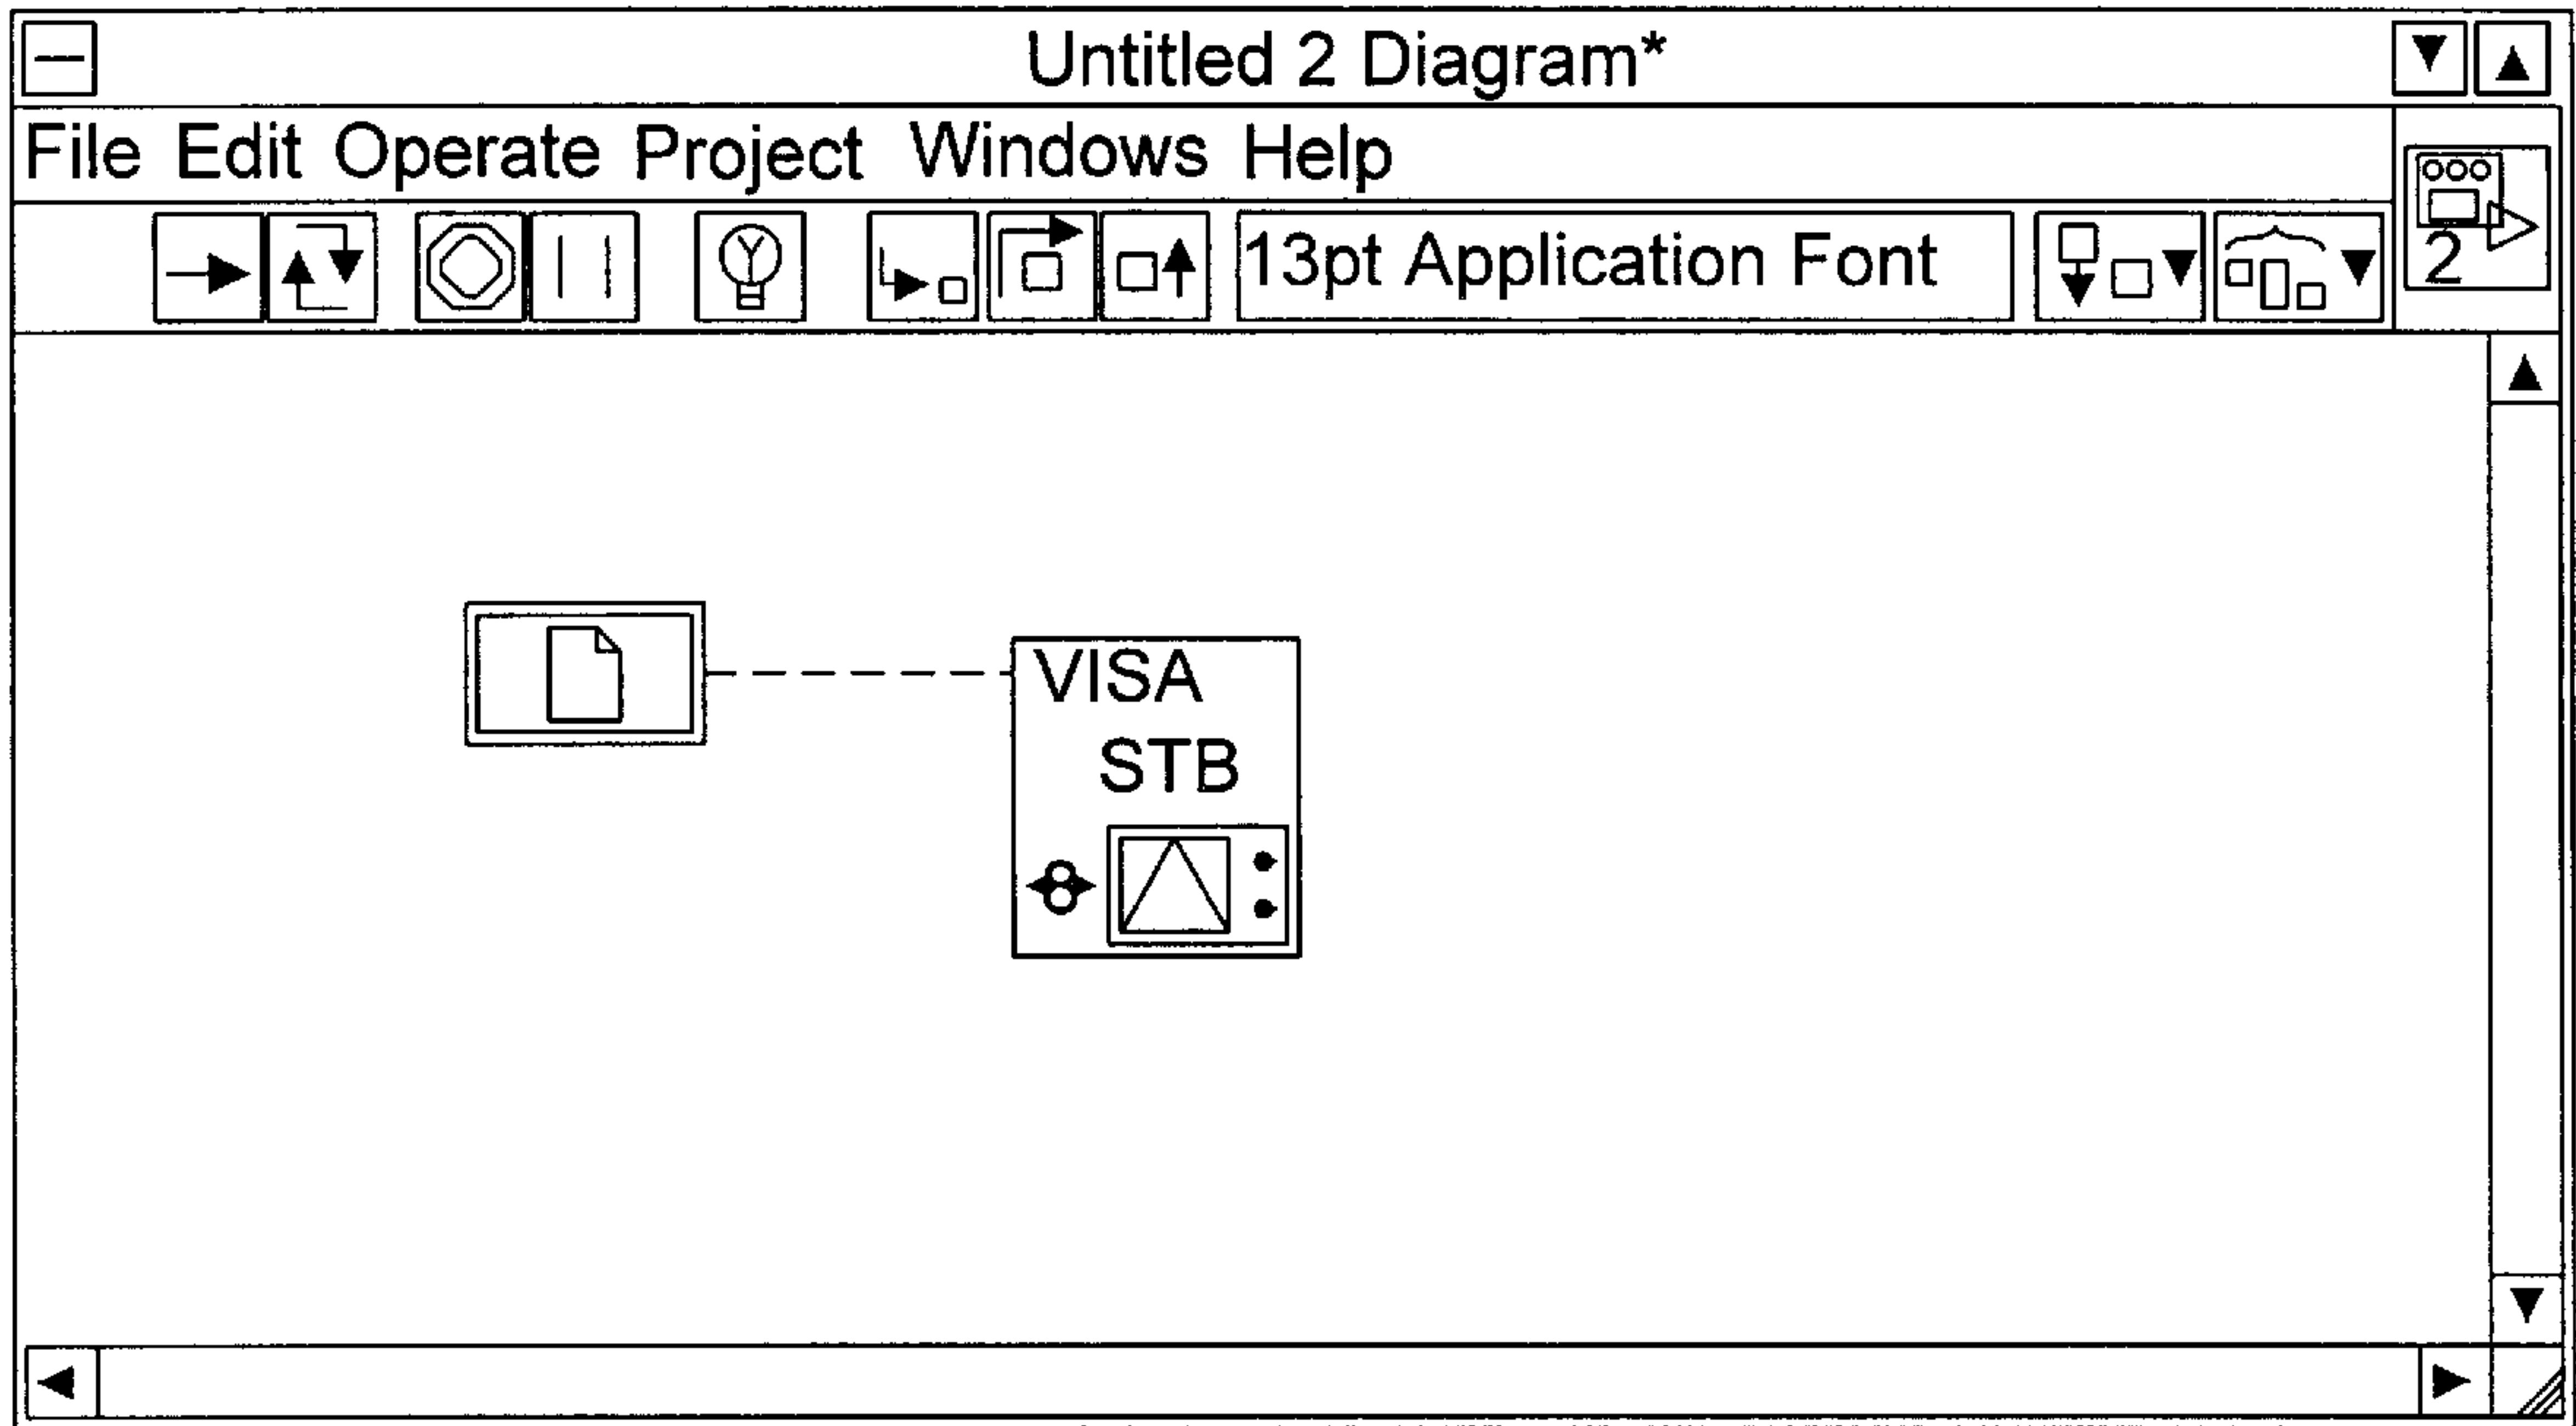 Untitled 2 Diagram*
File Edit Operate Project Windows Help
13pt Application Font
2
VISA
STB